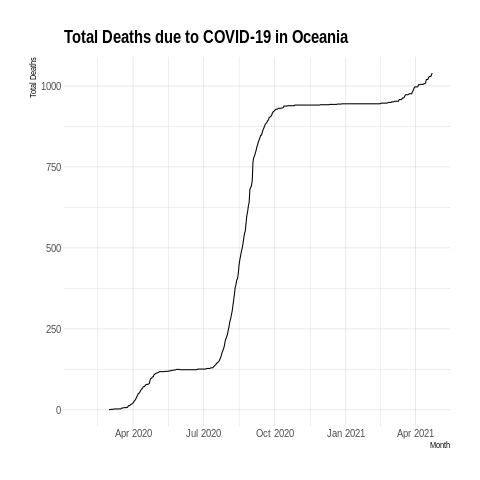 Total Deaths due to COVID-19 in Oceania
Total Deaths
1000
750
500
250
0
Apr 2020 Jul 2020 Oct 2020 Jan 2021 Apr 2021
Month